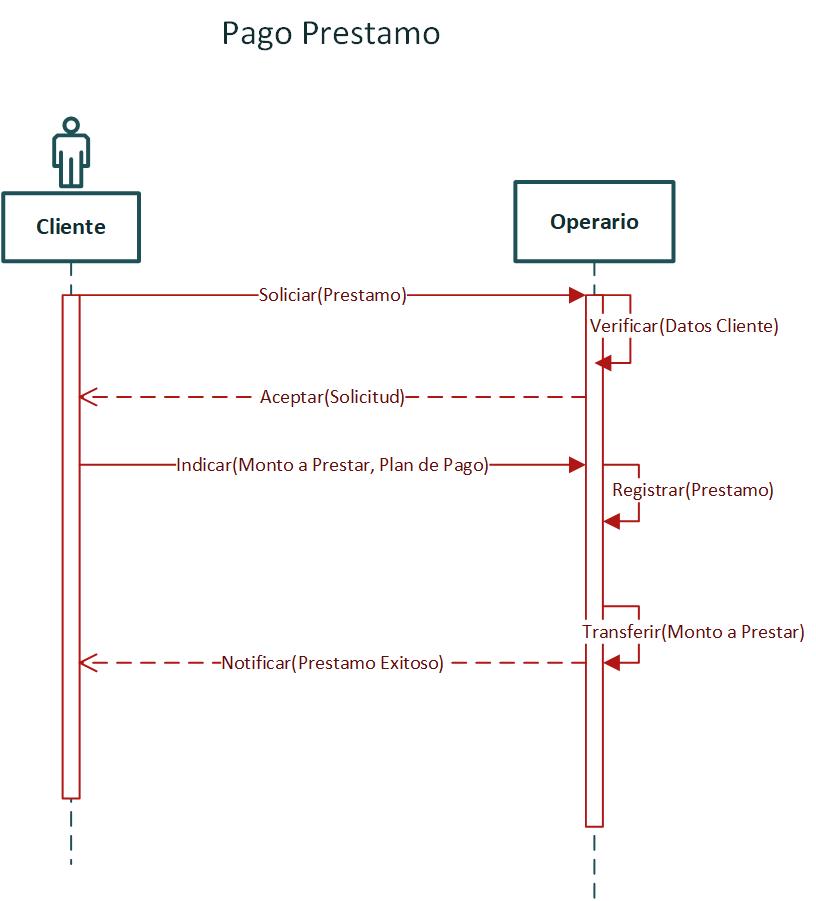 Pago Prestamo
Cliente
Operario
Soliciar(Prestamo)
Verificar(Datos Cliente)
Aceptar(Solicitud)
Indicar(Monto a Prestar, Plan de Pago)
Registrar(Prestamo)
Transferir(Monto a Prestar)
Notificar(Prestamo Exitoso)